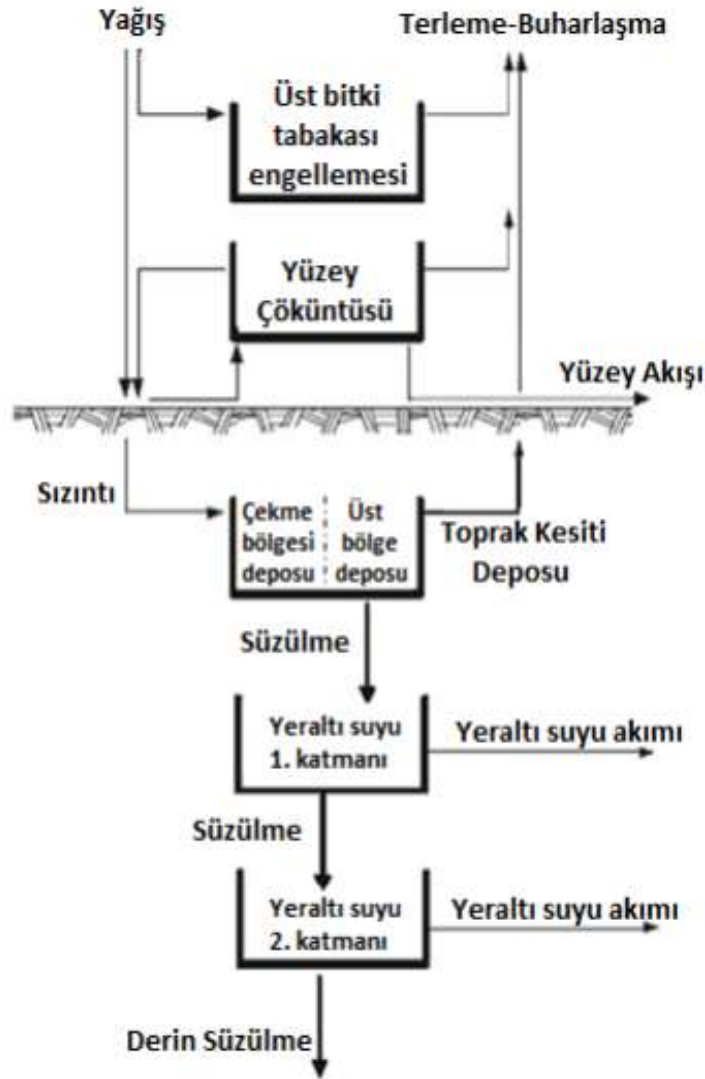 Yağış
Terleme-Buharlaşma
Üst bitki
tabakası
engellemesi
Yüzey
Çöküntüsü
Yüzey Akışı
Sızıntı
Çekme
bölgesi
deposu
Üst
bölge
deposu
Toprak Kesiti
Deposu
Süzülme
Yeraltı suyu
1. katmanı
Yeraltı suyu akımı
Süzülme
Yeraltı suyu
2. katmanı
Yeraltı suyu akımı
Derin Süzülme